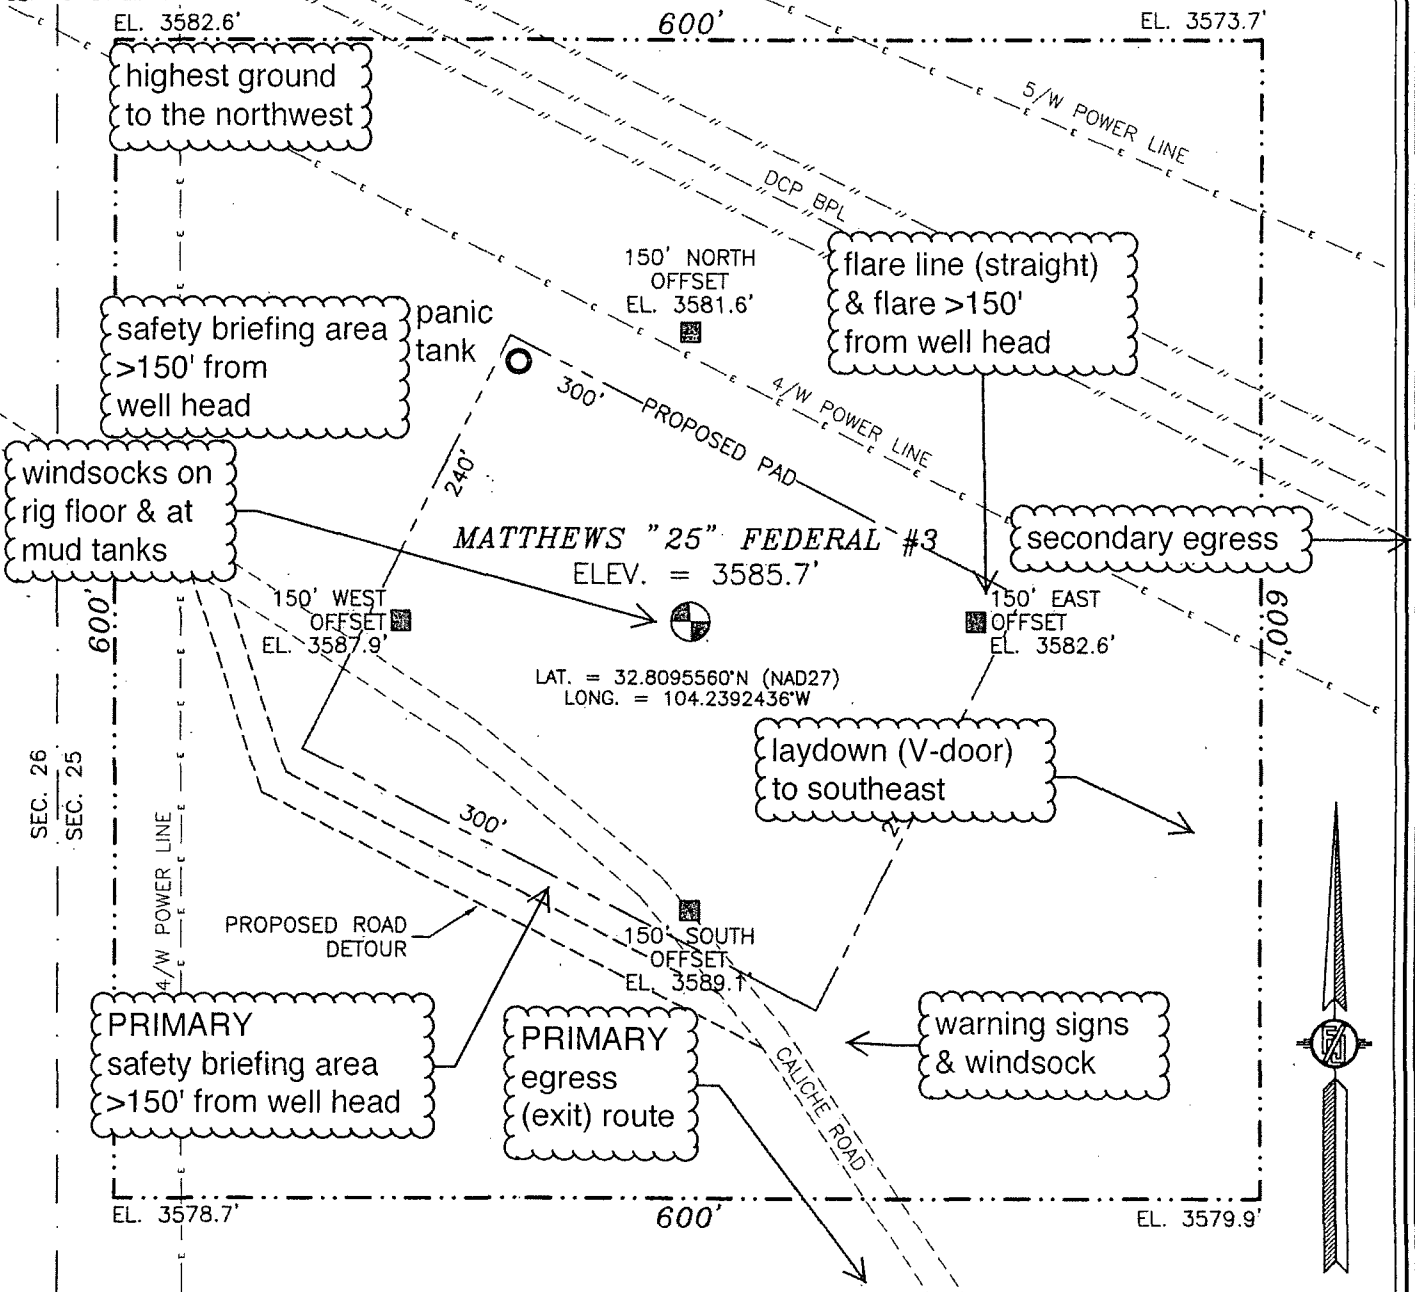 EL. 3582.6'
600'
EL. 3573.7'
highest ground
to the northwest
5/W POWER LINE
DCP BPL
150' NORTH
OFFSET
EL. 3581.6'
flare line (straight)
& flare >150'
from well head
safety briefing area
>150' from
well head
panic
tank
300'
PROPOSED PAD
4/W POWER LINE
240'
windsocks on
rig floor & at
mud tanks
MATTHEWS "25" FEDERAL #3
ELEV. = 3585.7'
secondary egress
600'
150' WEST
OFFSET
EL. 3587.9'
150' EAST
OFFSET
EL. 3582.6'
600'
LAT. = 32.8095560°N (NAD27)
LONG. = 104.2392436°W
laydown (V-door)
to southeast
SEC. 26
SEC. 25
300'
4/W POWER LINE
PROPOSED ROAD
DETOUR
150' SOUTH
OFFSET
EL. 3589.1'
PRIMARY
safety briefing area
>150' from well head
PRIMARY
egress
(exit) route
CALICHE ROAD
warning signs
& windsock
EL. 3578.7'
600'
EL. 3579.9'